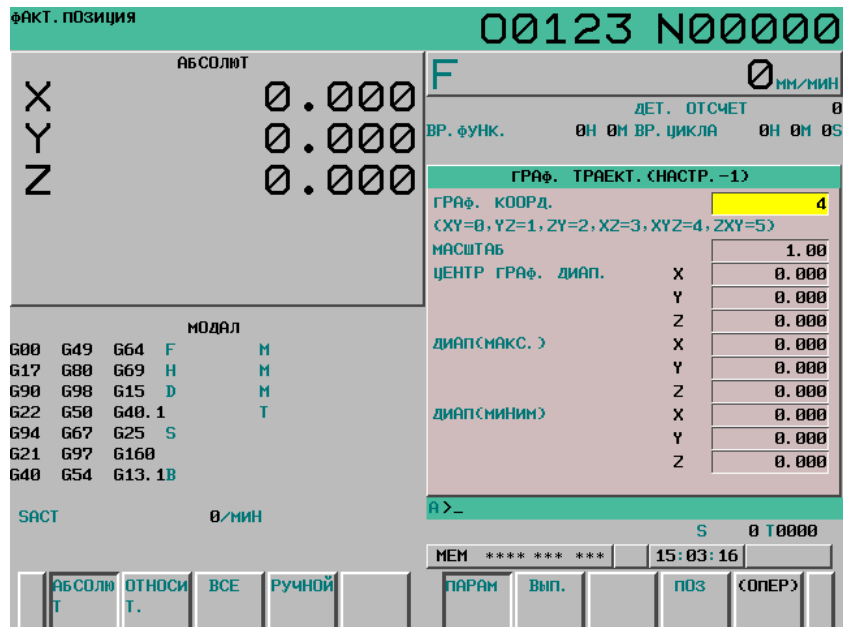 ФАКТ.ПОЗИЦИЯ
O0123 N00000
АБСОЛЮТ
X 0.000
Y 0.000
Z 0.000
F 0 ММ/МИН
ДЕТ. ОТСЧЕТ 0
ВР.ФУНК. 0H 0M ВР.ЦИКЛА 0H 0M 0S
ГРАФ. ТРАЕКТ.(НАСТР.-1)
ГРАФ. КООРД. 4
(XY=0,YZ=1,ZY=2,XZ=3,XYZ=4,ZXY=5)
МАСШТАБ 1.00
ЦЕНТР ГРАФ. ДИАП. X 0.000
Y 0.000
Z 0.000
ДИАП(МАКС.) X 0.000
Y 0.000
Z 0.000
ДИАП(МИНИМ) X 0.000
Y 0.000
Z 0.000
МОДАЛ
G00 G49 G64 F M
G17 G80 G69 H M
G90 G98 G15 D M
G22 G50 G40.1 T
G94 G67 G25 S
G21 G97 G160
G40 G54 G13.1B
SACT 0/МИН
A>_
S 0 T0000
MEM **** *** *** 15:03:16
АБСОЛЮ
Т
ОТНОСИ
Т.
ВСЕ
РУЧНОЙ
ПАРАМ
ВЫП.
ПОЗ
(ОПЕР)